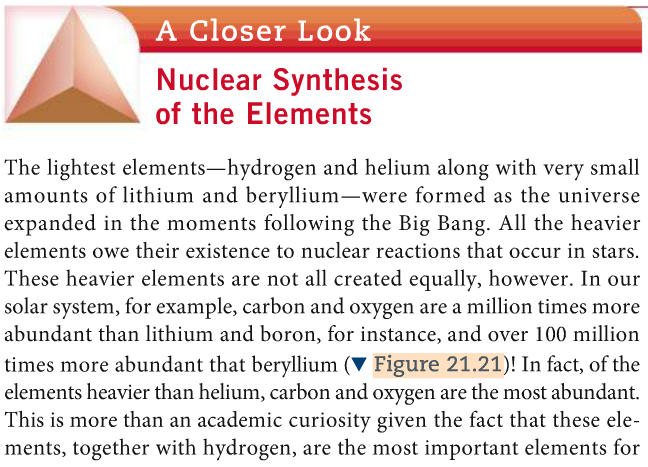 A Closer Look
Nuclear Synthesis
of the Elements
The lightest elements—hydrogen and helium along with very small
amounts of lithium and beryllium—were formed as the universe
expanded in the moments following the Big Bang. All the heavier
elements owe their existence to nuclear reactions that occur in stars.
These heavier elements are not all created equally, however. In our
solar system, for example, carbon and oxygen are a million times more
abundant than lithium and boron, for instance, and over 100 million
times more abundant that beryllium (▼ Figure 21.21)! In fact, of the
elements heavier than helium, carbon and oxygen are the most abundant.
This is more than an academic curiosity given the fact that these ele-
ments, together with hydrogen, are the most important elements for